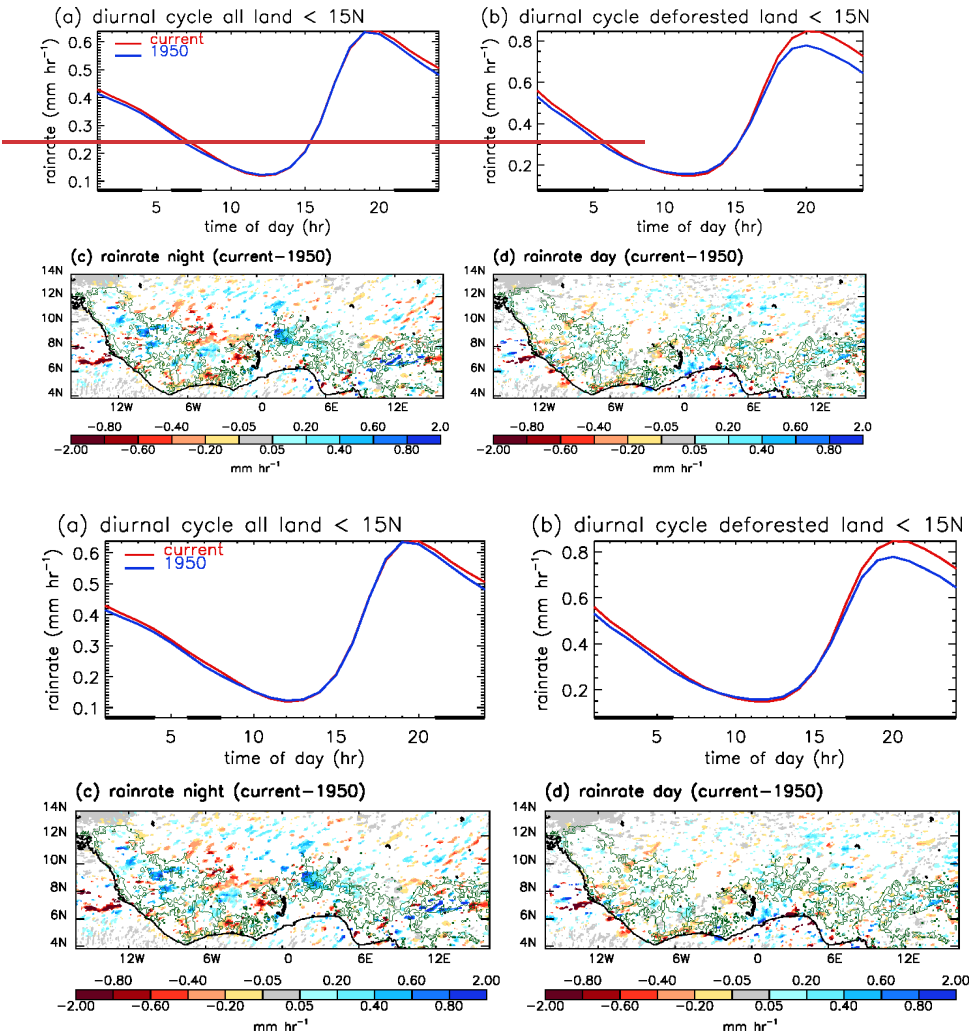 (a) diurnal cycle all land < 15N
(b) diurnal cycle deforested land < 15N
current
1950
rainrate (mm hr⁻¹)
0.6
0.5
0.4
0.3
0.2
0.1
5 10 15 20
time of day (hr)
rainrate (mm hr⁻¹)
0.8
0.6
0.4
0.2
5 10 15 20
time of day (hr)
(c) rainrate night (current−1950)
14N
12N
10N
8N
6N
4N
12W 6W 0 6E 12E
−0.80 −0.40 −0.05 0.20 0.60 2.0
−2.00 −0.60 −0.20 0.05 0.40 0.80
mm hr⁻¹
(d) rainrate day (current−1950)
14N
12N
10N
8N
6N
4N
12W 6W 0 6E 12E
−0.80 −0.40 −0.05 0.20 0.60 2.0
−2.00 −0.60 −0.20 0.05 0.40 0.80
mm hr⁻¹
(a) diurnal cycle all land < 15N
(b) diurnal cycle deforested land < 15N
current
1950
rainrate (mm hr⁻¹)
0.6
0.5
0.4
0.3
0.2
0.1
5 10 15 20
time of day (hr)
rainrate (mm hr⁻¹)
0.8
0.6
0.4
0.2
5 10 15 20
time of day (hr)
(c) rainrate night (current−1950)
14N
12N
10N
8N
6N
4N
12W 6W 0 6E 12E
−0.80 −0.40 −0.05 0.20 0.60 2.00
−2.00 −0.60 −0.20 0.05 0.40 0.80
mm hr⁻¹
(d) rainrate day (current−1950)
14N
12N
10N
8N
6N
4N
12W 6W 0 6E 12E
−0.80 −0.40 −0.05 0.20 0.60 2.00
−2.00 −0.60 −0.20 0.05 0.40 0.80
mm hr⁻¹